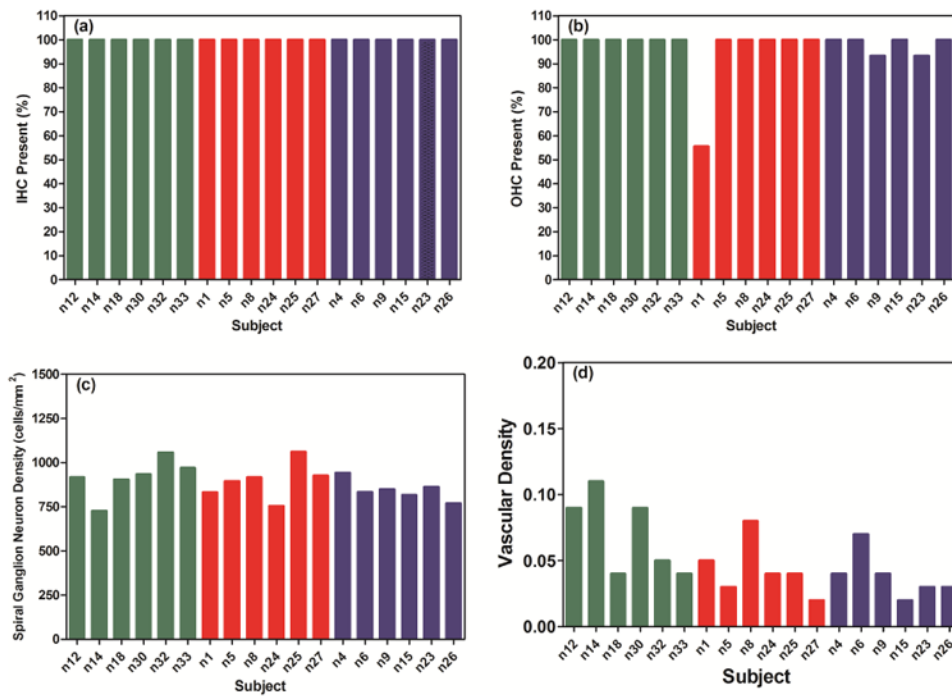 (a)
IHC Present (%)
110
100
90
80
70
60
50
40
30
20
10
0
n12 n14 n18 n30 n32 n33 n1 n5 n8 n24 n25 n27 n4 n6 n9 n15 n23 n26
Subject
(b)
OHC Present (%)
110
100
90
80
70
60
50
40
30
20
10
0
n12 n14 n18 n30 n32 n33 n1 n5 n8 n24 n25 n27 n4 n6 n9 n15 n23 n26
Subject
(c)
Spiral Ganglion Neuron Density (cells/mm²)
1500
1250
1000
750
500
250
0
n12 n14 n18 n30 n32 n33 n1 n5 n8 n24 n25 n27 n4 n6 n9 n15 n23 n26
Subject
(d)
Vascular Density
0.20
0.15
0.10
0.05
0.00
n12 n14 n18 n30 n32 n33 n1 n5 n8 n24 n25 n27 n4 n6 n9 n15 n23 n26
Subject